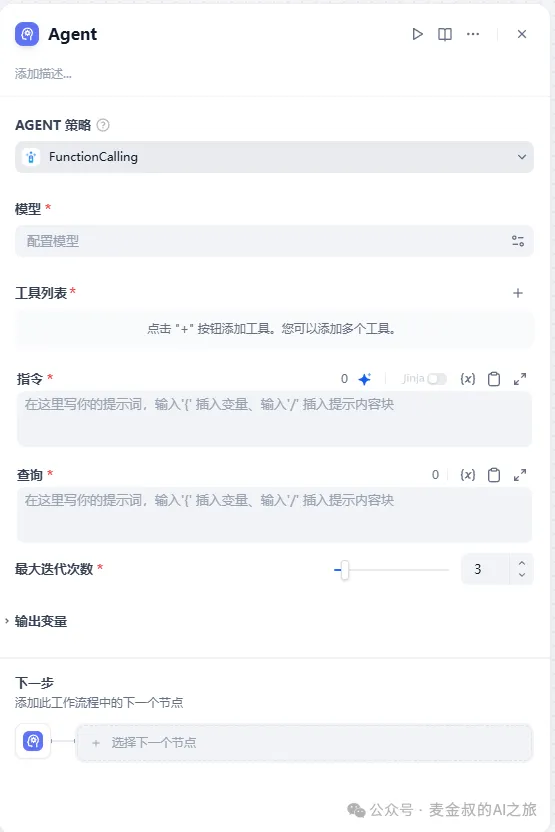 Agent
添加描述...
AGENT 策略
FunctionCalling
模型 *
配置模型
工具列表 *
点击 "+" 按钮添加工具。您可以添加多个工具。
指令 * 0 Jinja {x}
在这里写你的提示词，输入'{' 插入变量、输入'/' 插入提示内容块
查询 * 0 {x}
在这里写你的提示词，输入'{' 插入变量、输入'/' 插入提示内容块
最大迭代次数 * 3
输出变量
下一步
添加此工作流程中的下一个节点
+ 选择下一个节点
公众号 · 麦金叔的AI之旅